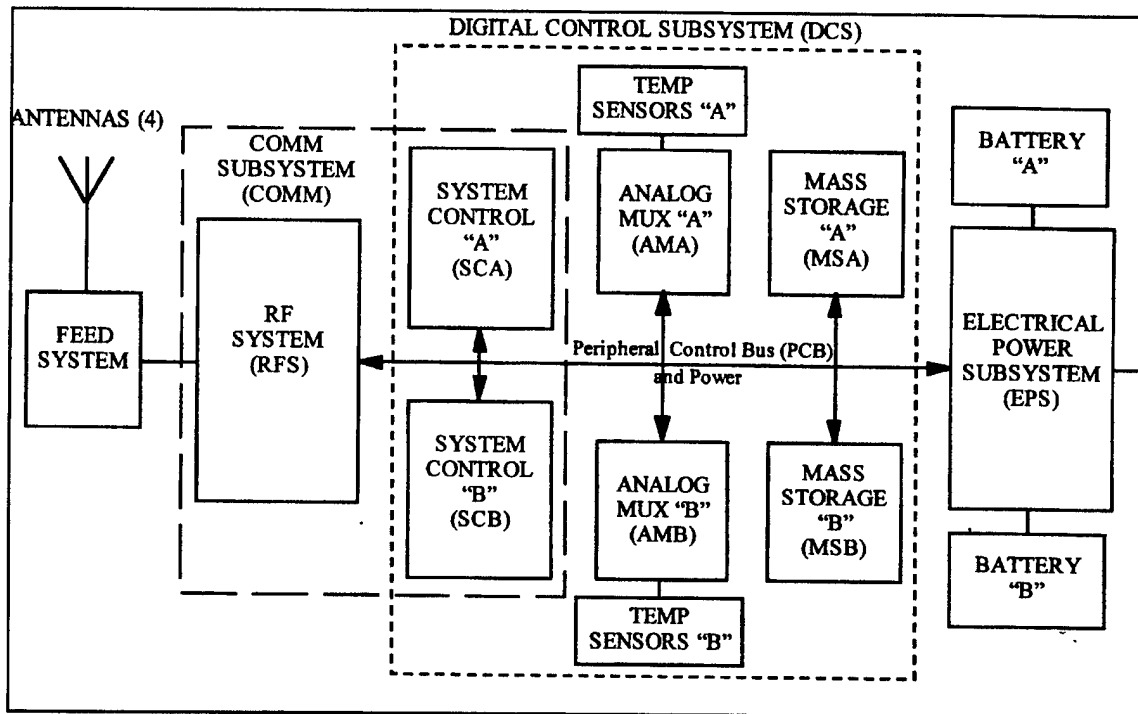 DIGITAL CONTROL SUBSYSTEM (DCS)
ANTENNAS (4)
FEED
SYSTEM
COMM
SUBSYSTEM
(COMM)
RF
SYSTEM
(RFS)
SYSTEM
CONTROL
"A"
(SCA)
SYSTEM
CONTROL
"B"
(SCB)
TEMP
SENSORS "A"
ANALOG
MUX "A"
(AMA)
Peripheral Control Bus (PCB)
and Power
ANALOG
MUX "B"
(AMB)
TEMP
SENSORS "B"
MASS
STORAGE
"A"
(MSA)
MASS
STORAGE
"B"
(MSB)
BATTERY
"A"
ELECTRICAL
POWER
SUBSYSTEM
(EPS)
BATTERY
"B"